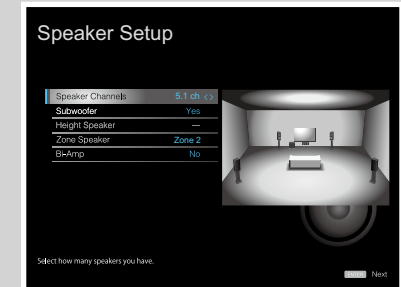 Speaker Setup
Speaker Channels 5.1 ch <>
Subwoofer Yes
Height Speaker ---
Zone Speaker Zone 2
Bi-Amp No
Select how many speakers you have.
ENTER Next